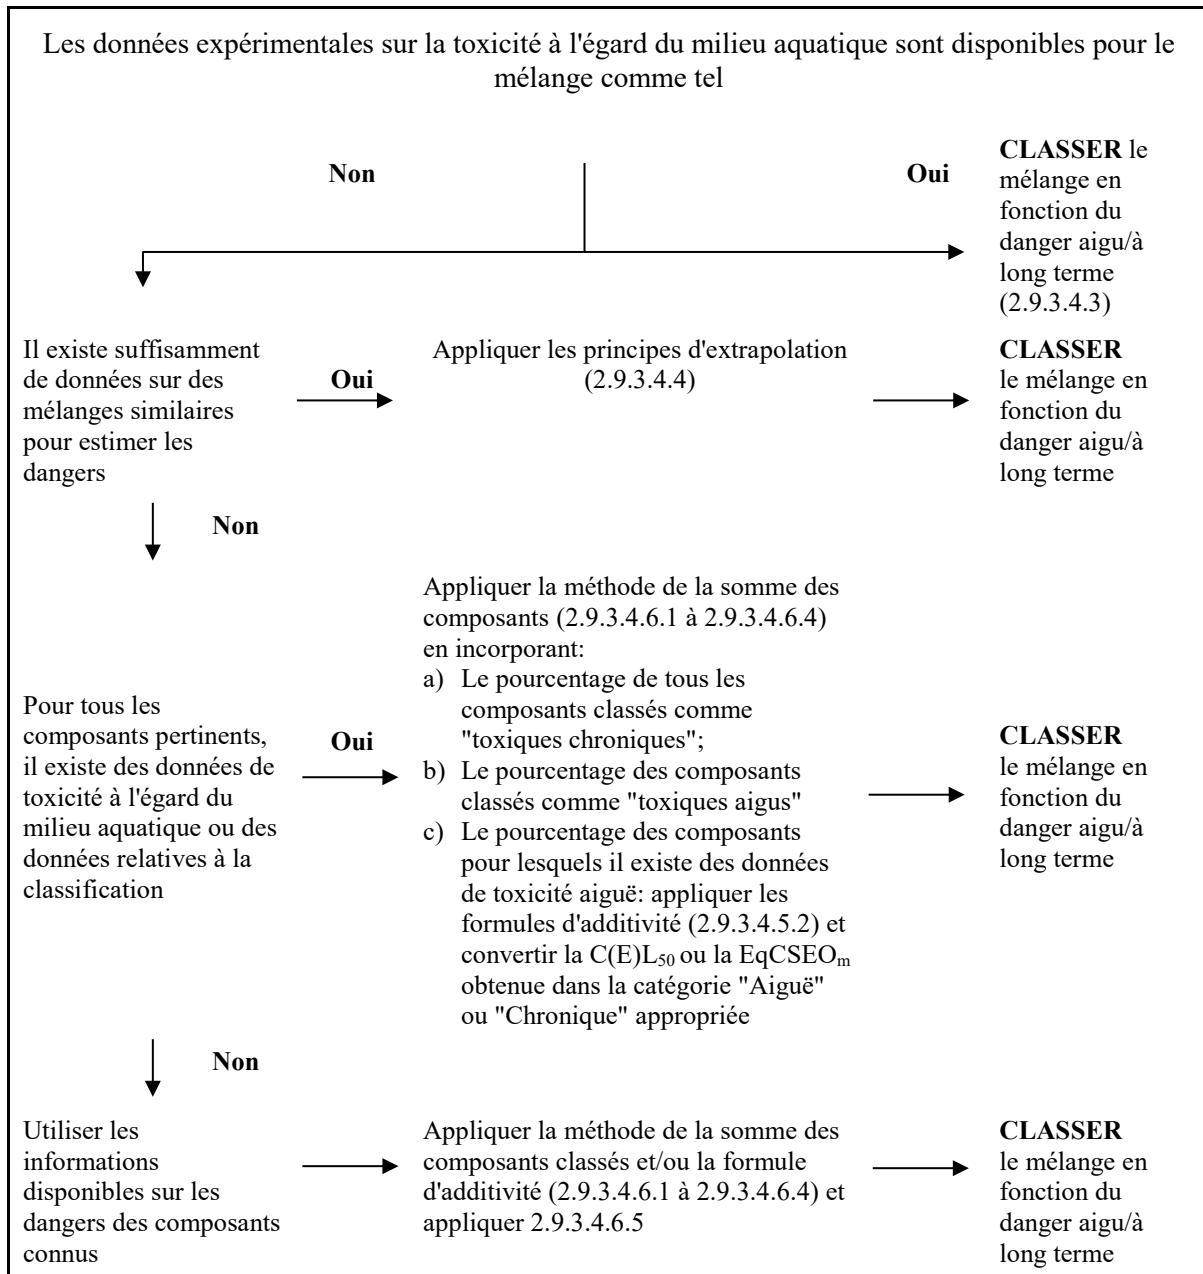 Les données expérimentales sur la toxicité à l'égard du milieu aquatique sont disponibles pour le
mélange comme tel
Non
Oui
CLASSER le
mélange en
fonction du
danger aigu/à
long terme
(2.9.3.4.3)
Il existe suffisamment
de données sur des
mélanges similaires
pour estimer les
dangers
Oui
Appliquer les principes d'extrapolation
(2.9.3.4.4)
CLASSER
le mélange en
fonction du
danger aigu/à
long terme
Non
Pour tous les
composants pertinents,
il existe des données de
toxicité à l'égard du
milieu aquatique ou des
données relatives à la
classification
Oui
Appliquer la méthode de la somme des
composants (2.9.3.4.6.1 à 2.9.3.4.6.4)
en incorporant:
a) Le pourcentage de tous les
composants classés comme
"toxiques chroniques";
b) Le pourcentage des composants
classés comme "toxiques aigus"
c) Le pourcentage des composants
pour lesquels il existe des données
de toxicité aiguë: appliquer les
formules d'additivité (2.9.3.4.5.2) et
convertir la C(E)L₅₀ ou la EqCSEOₘ
obtenue dans la catégorie "Aiguë"
ou "Chronique" appropriée
CLASSER
le mélange en
fonction du
danger aigu/à
long terme
Non
Utiliser les
informations
disponibles sur les
dangers des composants
connus
Appliquer la méthode de la somme des
composants classés et/ou la formule
d'additivité (2.9.3.4.6.1 à 2.9.3.4.6.4) et
appliquer 2.9.3.4.6.5
CLASSER
le mélange en
fonction du
danger aigu/à
long terme